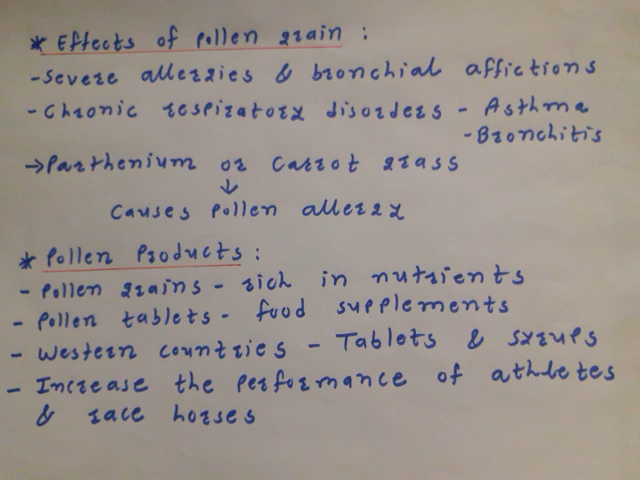 * Effects of pollen grain :
- Severe allergies & bronchial affictions
- Chronic respiratory disorders - Asthma
- Bronchitis
→ Parthenium or Carrot grass
↓
Causes pollen allergy
* Pollen Products :
- Pollen grains - rich in nutrients
- Pollen tablets - food supplements
- Western countries - Tablets & syrups
- Increase the performance of athletes
& race horses